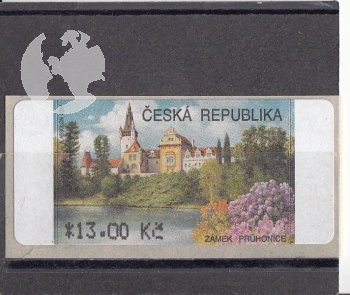 ČESKÁ REPUBLIKA
*13.00 Kč
ZÁMEK PRŮHONICE